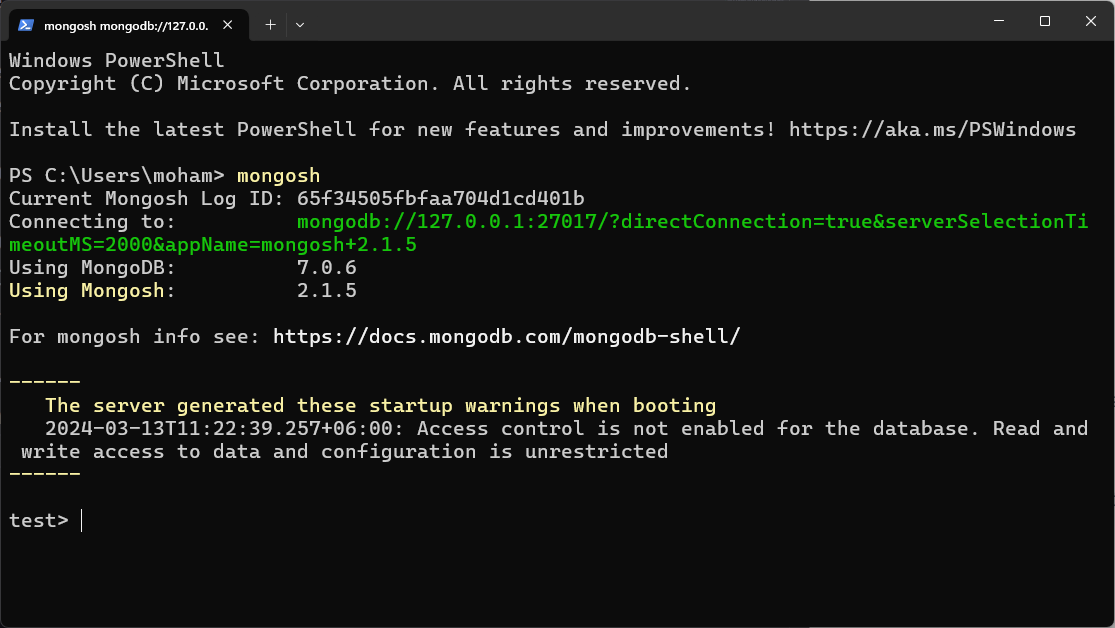 mongosh mongodb://127.0.0.
Windows PowerShell
Copyright (C) Microsoft Corporation. All rights reserved.
Install the latest PowerShell for new features and improvements! https://aka.ms/PSWindows
PS C:\Users\moham> mongosh
Current Mongosh Log ID: 65f34505fbfaa704d1cd401b
Connecting to:          mongodb://127.0.0.1:27017/?directConnection=true&serverSelectionTi
meoutMS=2000&appName=mongosh+2.1.5
Using MongoDB:          7.0.6
Using Mongosh:          2.1.5
For mongosh info see: https://docs.mongodb.com/mongodb-shell/
------
   The server generated these startup warnings when booting
   2024-03-13T11:22:39.257+06:00: Access control is not enabled for the database. Read and
 write access to data and configuration is unrestricted
------
test>